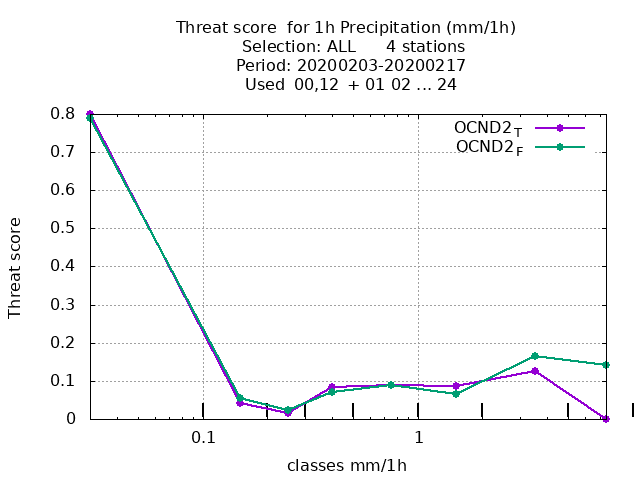 Threat score  for 1h Precipitation (mm/1h)
Selection: ALL      4 stations
Period: 20200203-20200217
Used  00,12  + 01 02 ... 24
OCND2T
OCND2F
0.8
0.7
0.6
0.5
0.4
0.3
0.2
0.1
0
Threat score
0.1
1
classes mm/1h